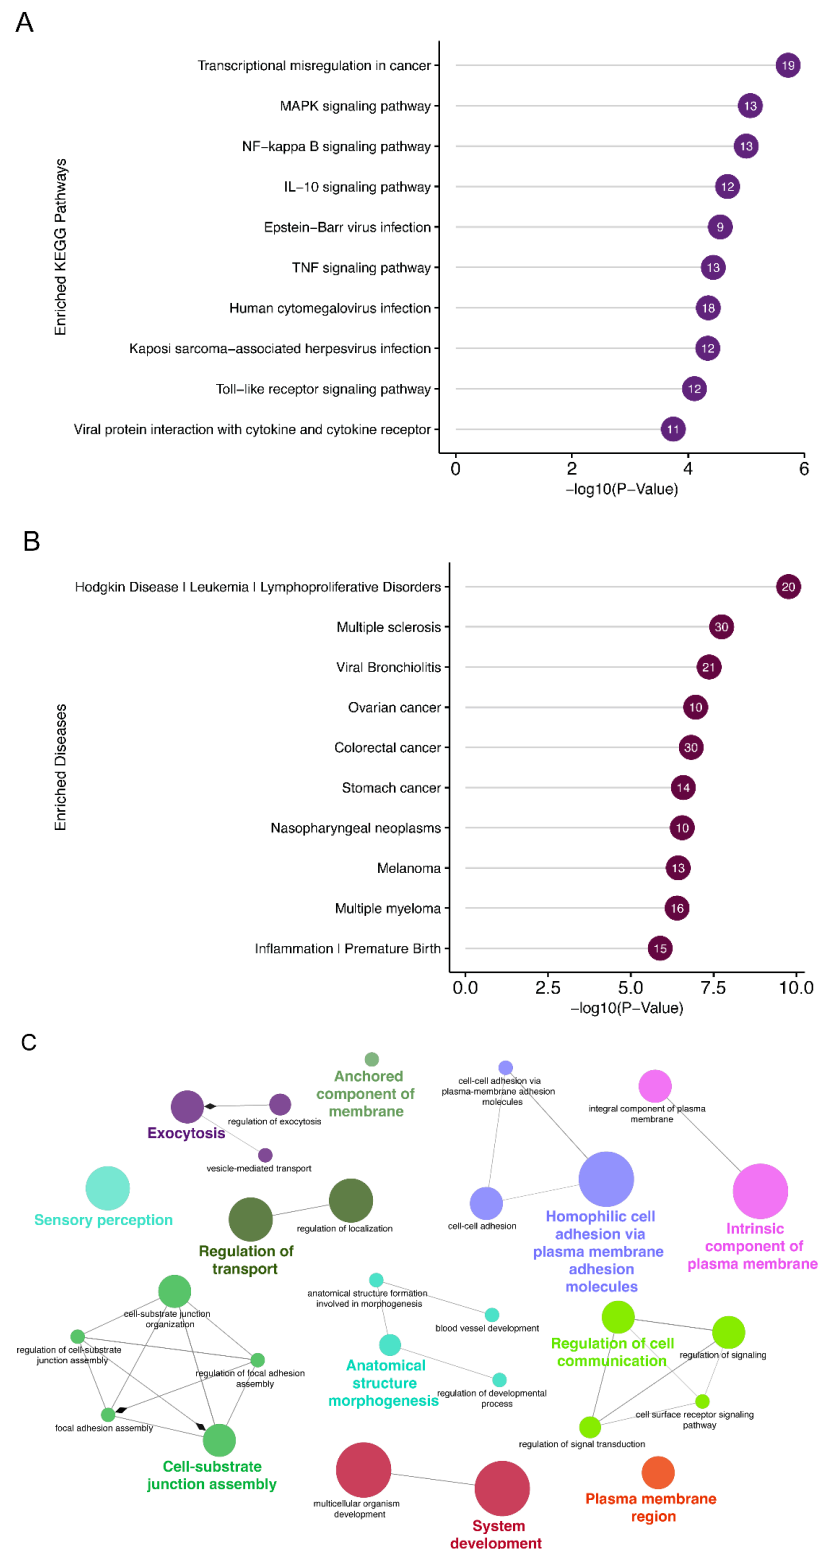 A
Enriched KEGG Pathways
Transcriptional misregulation in cancer
19
MAPK signaling pathway
13
NF−kappa B signaling pathway
13
IL−10 signaling pathway
12
Epstein−Barr virus infection
9
TNF signaling pathway
13
Human cytomegalovirus infection
18
Kaposi sarcoma−associated herpesvirus infection
12
Toll−like receptor signaling pathway
12
Viral protein interaction with cytokine and cytokine receptor
11
0 2 4 6
−log10(P−Value)
B
Enriched Diseases
Hodgkin Disease | Leukemia | Lymphoproliferative Disorders
20
Multiple sclerosis
30
Viral Bronchiolitis
21
Ovarian cancer
10
Colorectal cancer
30
Stomach cancer
14
Nasopharyngeal neoplasms
10
Melanoma
13
Multiple myeloma
16
Inflammation | Premature Birth
15
0.0 2.5 5.0 7.5 10.0
−log10(P−Value)
C
Exocytosis
regulation of exocytosis
vesicle-mediated transport
Anchored
component of
membrane
cell-cell adhesion via
plasma-membrane adhesion
molecules
cell-cell adhesion
Homophilic cell
adhesion via
plasma membrane
adhesion
molecules
integral component of plasma
membrane
Intrinsic
component of
plasma membrane
Sensory perception
Regulation of
transport
regulation of localization
cell-substrate junction
organization
regulation of cell-substrate
junction assembly
regulation of focal adhesion
assembly
focal adhesion assembly
Cell-substrate
junction assembly
anatomical structure formation
involved in morphogenesis
blood vessel development
Anatomical
structure
morphogenesis
regulation of developmental
process
Regulation of cell
communication
regulation of signaling
cell surface receptor signaling
pathway
regulation of signal transduction
multicellular organism
development
System
development
Plasma membrane
region